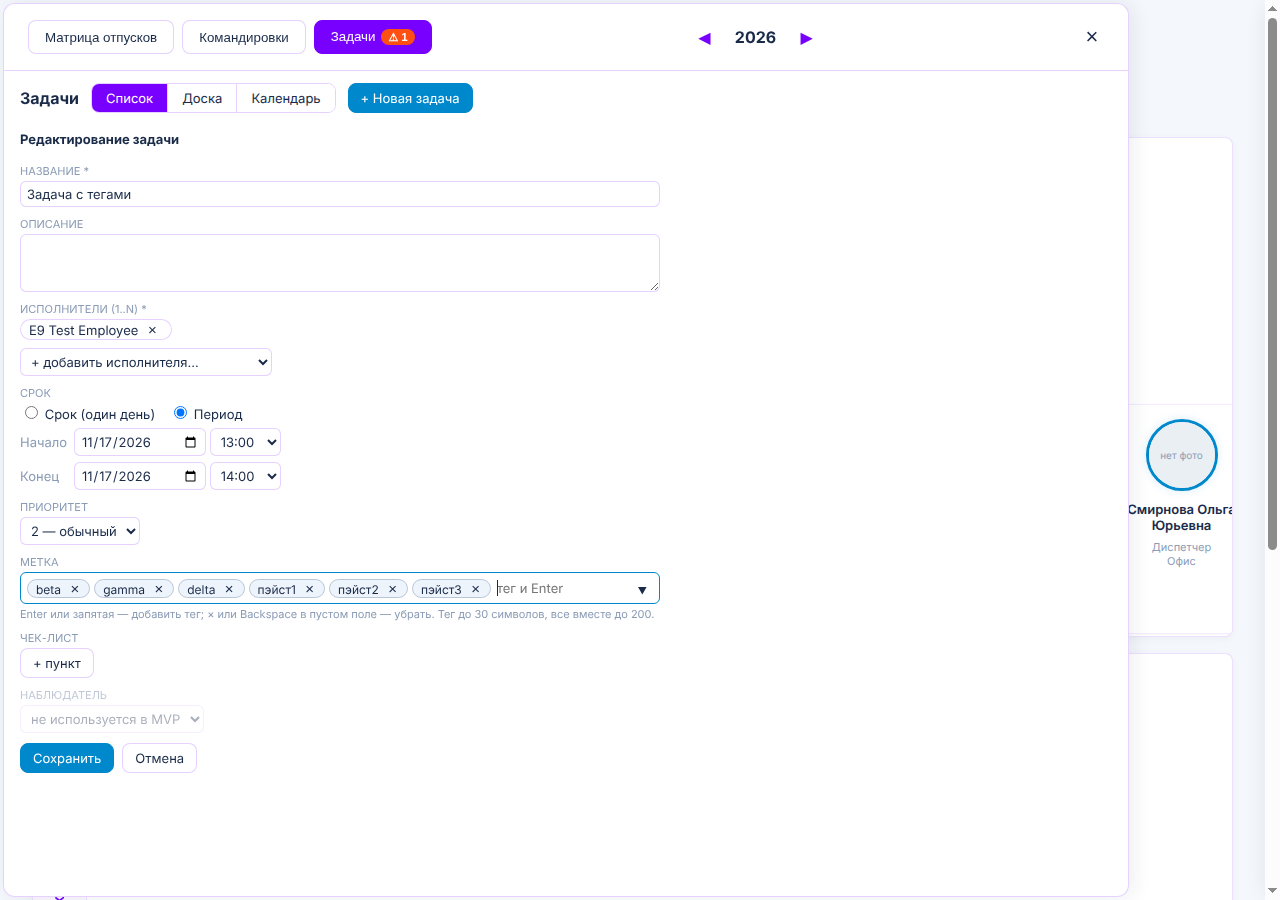 Матрица отпусков Командировки Задачи ⚠ 1 ◀ 2026 ▶ ×
Задачи Список Доска Календарь + Новая задача
Редактирование задачи
НАЗВАНИЕ *
Задача с тегами
ОПИСАНИЕ
ИСПОЛНИТЕЛИ (1..N) *
E9 Test Employee ×
+ добавить исполнителя...
СРОК
Срок (один день) Период
Начало 11/17/2026 13:00
Конец 11/17/2026 14:00
ПРИОРИТЕТ
2 — обычный
МЕТКА
beta × gamma × delta × пэйст1 × пэйст2 × пэйст3 × тег и Enter ▼
Enter или запятая — добавить тег; × или Backspace в пустом поле — убрать. Тег до 30 символов, все вместе до 200.
ЧЕК-ЛИСТ
+ пункт
НАБЛЮДАТЕЛЬ
не используется в MVP
Сохранить Отмена
нет фото
Смирнова Ольга
Юрьевна
Диспетчер
Офис